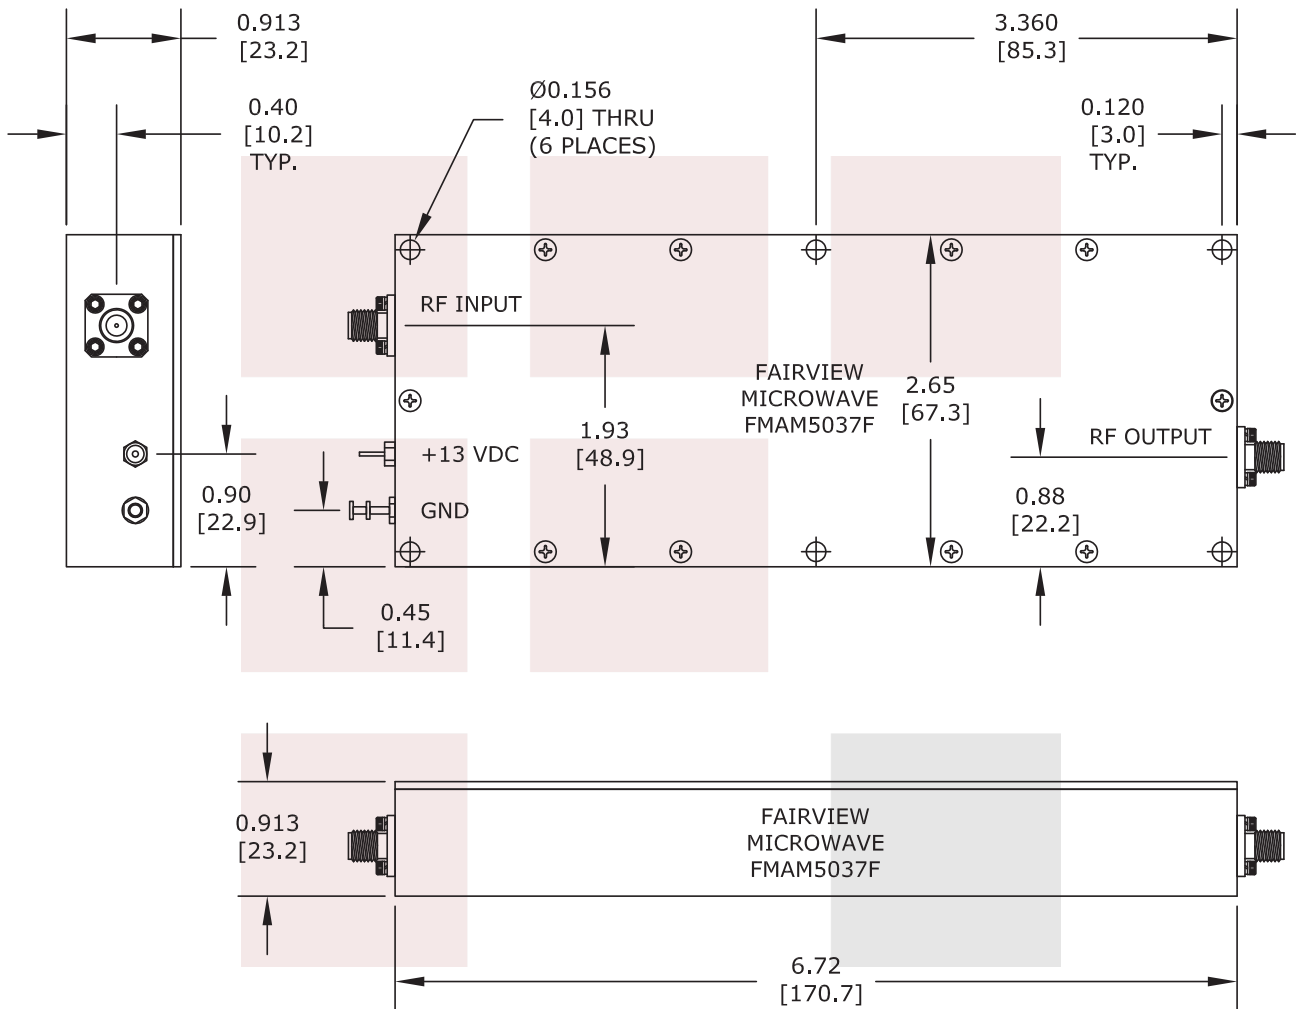 0.913
[23.2]
3.360
[85.3]
0.40
[10.2]
TYP.
Ø0.156
[4.0] THRU
(6 PLACES)
0.120
[3.0]
TYP.
RF INPUT
FAIRVIEW
MICROWAVE
FMAM5037F
2.65
[67.3]
1.93
[48.9]
RF OUTPUT
+13 VDC
0.90
[22.9]
GND
0.88
[22.2]
0.45
[11.4]
0.913
[23.2]
FAIRVIEW
MICROWAVE
FMAM5037F
6.72
[170.7]